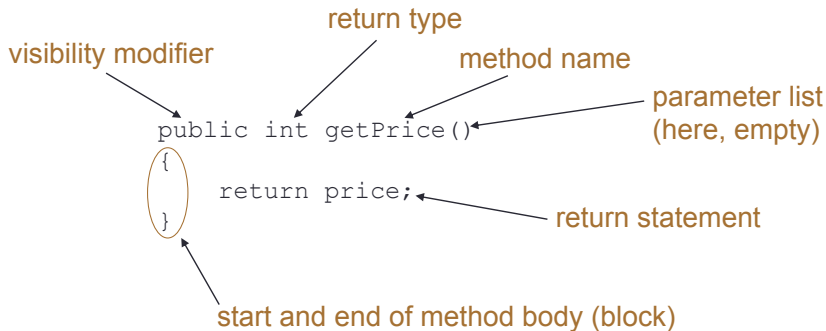 return type
visibility modifier
method name
parameter list
(here, empty)
public int getPrice()
{
return price;
}
return statement
start and end of method body (block)